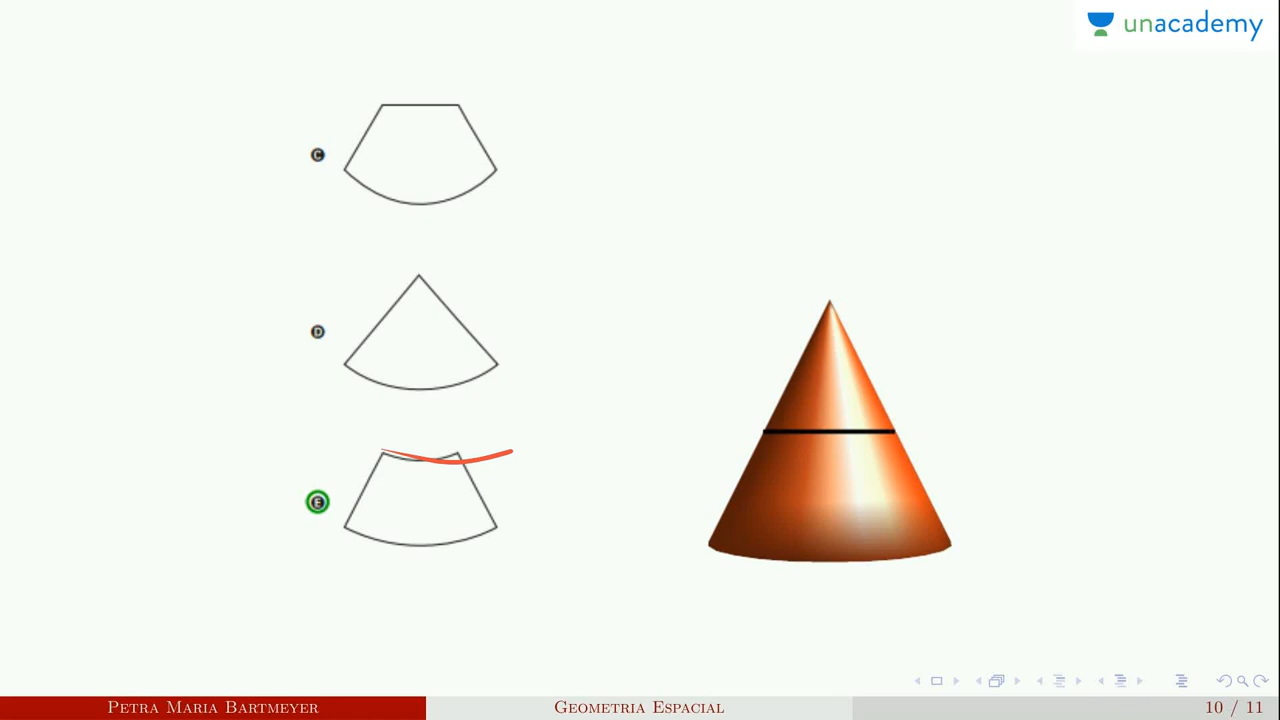 unacademy
C
D
E
Petra Maria Bartmeyer
Geometria Espacial
10 / 11